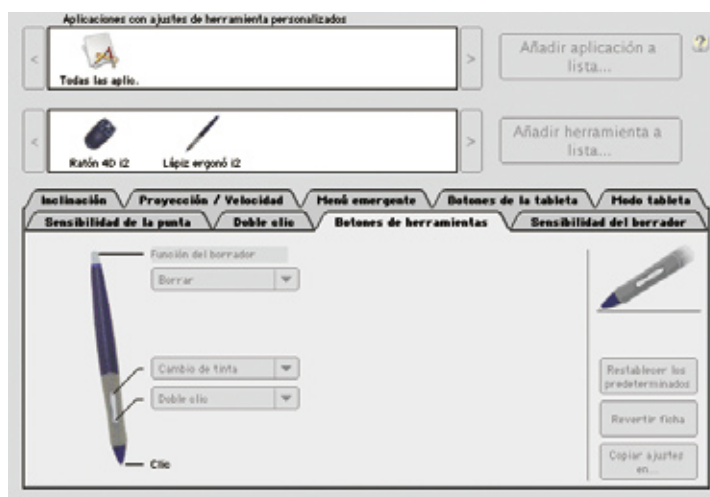 Aplicaciones con ajustes de herramienta personalizados
<
Todas las aplic.
>
Añadir aplicación a
lista...
?
<
Ratón 4D i2
Lápiz ergonó i2
>
Añadir herramienta a
lista...
Inclinación
Proyección / Velocidad
Menú emergente
Botones de la tableta
Modo tableta
Sensibilidad de la punta
Doble clic
Botones de herramientas
Sensibilidad del borrador
Función del borrador
Borrar
Cambio de tinta
Doble clic
Clic
Restablecer los
predeterminados
Revertir ficha
Copiar ajustes
en...